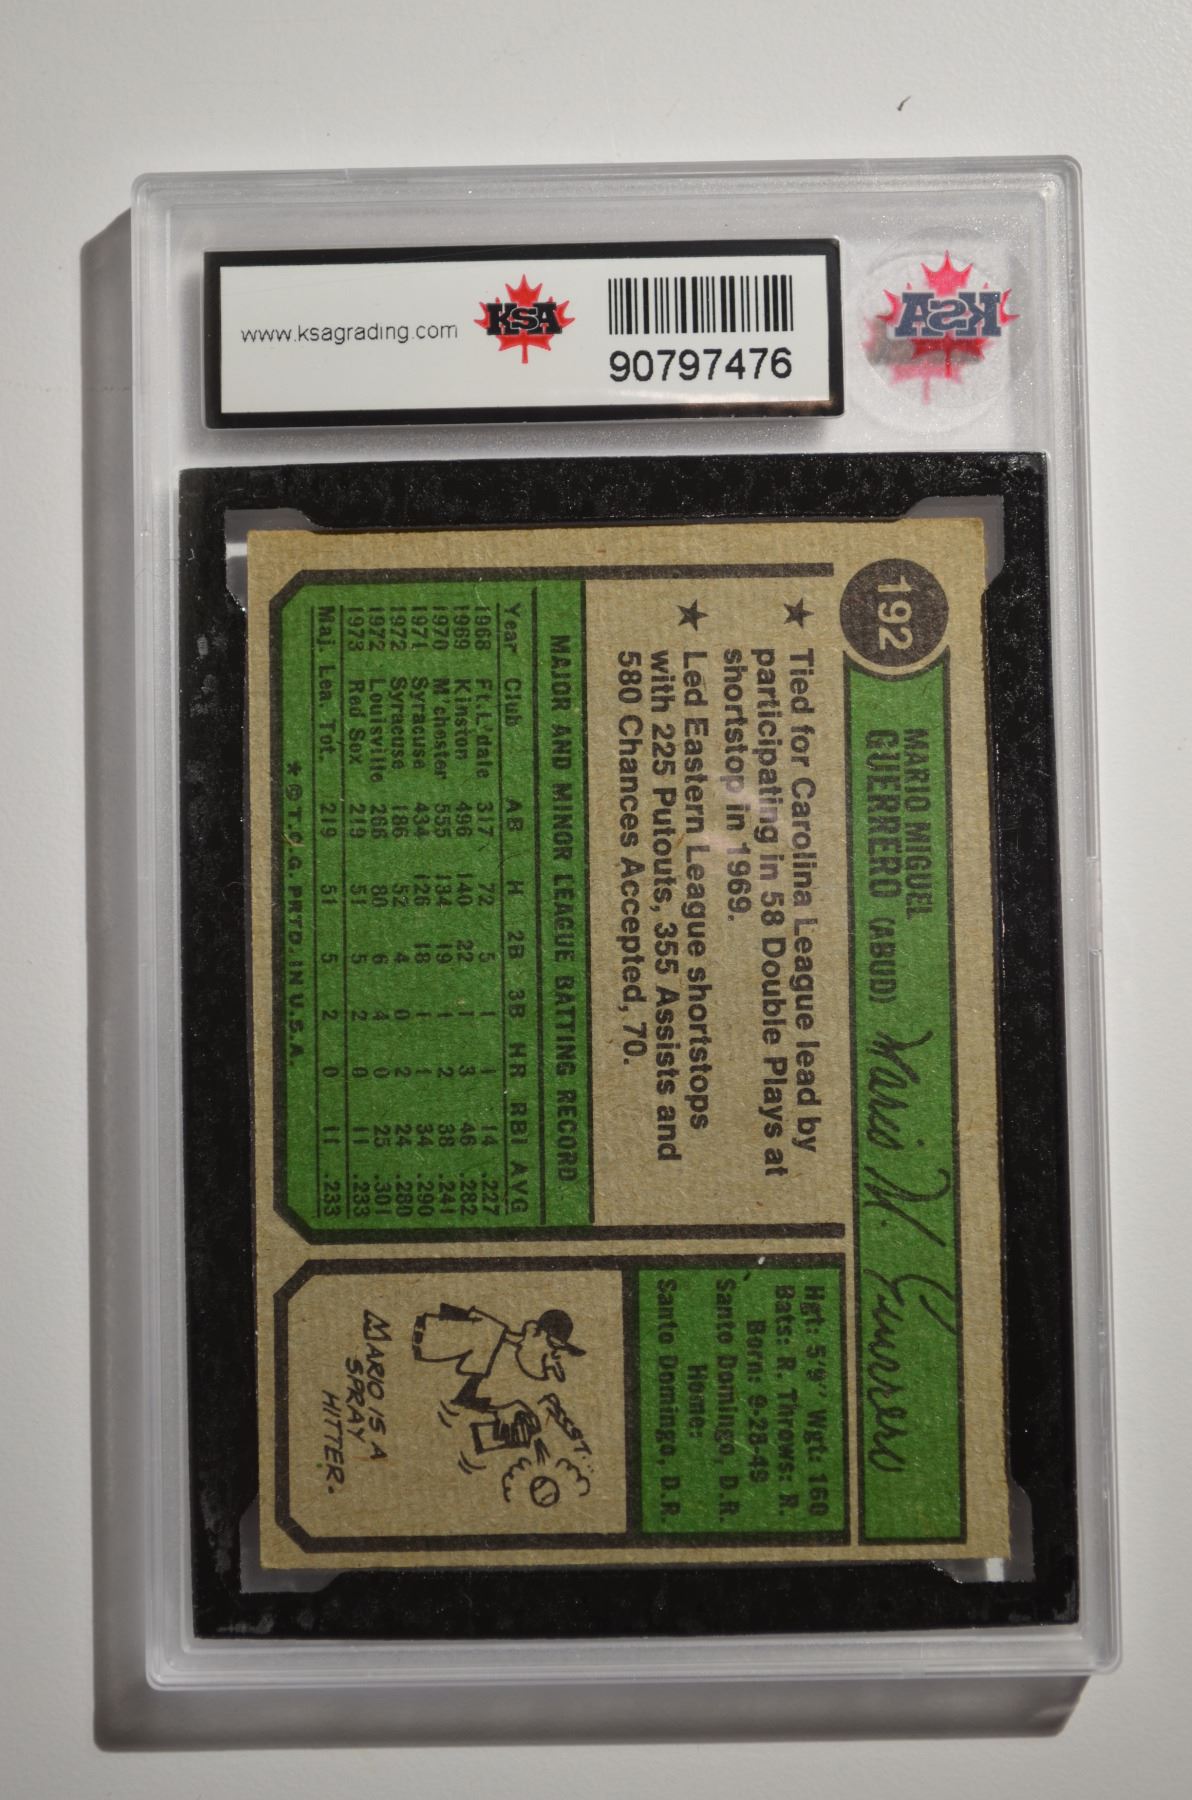 www.ksagrading.com
KSA
90797476
KSA
192
MARIO MIGUEL
GUERRERO (ABUD)
Mario M. Guerrero
★ Tied for Carolina League lead by
participating in 58 Double Plays at
shortstop in 1969.
★ Led Eastern League shortstops
with 225 Putouts, 355 Assists and
580 Chances Accepted, 70.
MAJOR AND MINOR LEAGUE BATTING RECORD
Year Club AB H 2B 3B HR RBI AVG
1968 Ft.L'dale 317 72 5 1 1 14 .227
1969 Kinston 496 140 22 1 3 46 .282
1970 M'chester 555 134 19 1 2 38 .241
1971 Syracuse 434 126 18 1 1 34 .290
1972 Syracuse 186 52 4 0 2 24 .280
1972 Louisville 266 80 6 4 0 25 .301
1973 Red Sox 219 51 5 2 0 11 .233
Maj. Lea. Tot. 219 51 5 2 0 11 .233
* © T.C.G. PRTD. IN U.S.A.
Hgt: 5'9" Wgt: 160
Bats: R. Throws: R.
Born: 9-28-49
Santo Domingo, D.R.
Home:
Santo Domingo, D.R.
PSSST...
MARIO IS A
SPRAY
HITTER.